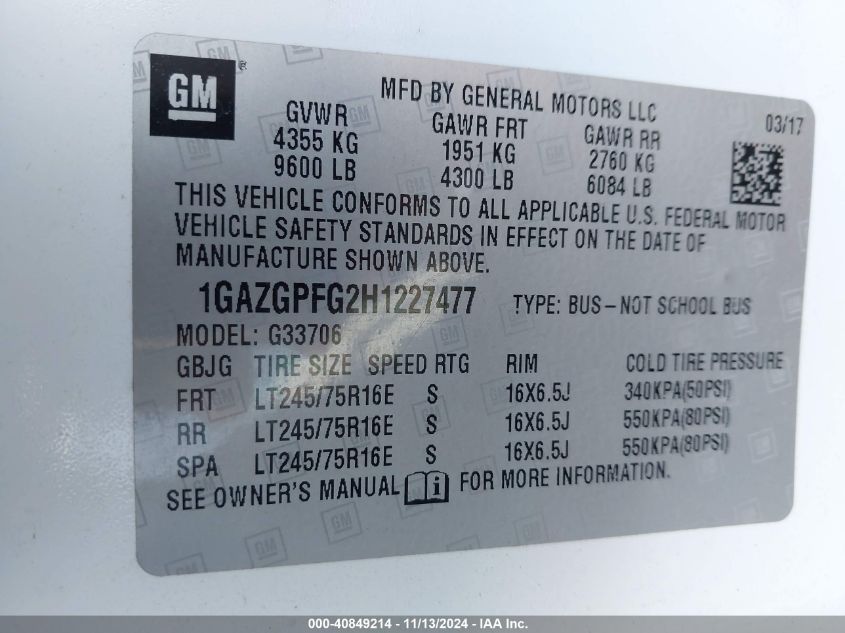 GM ®
MFD BY GENERAL MOTORS LLC
03/17
GVWR GAWR FRT GAWR RR
4355 KG 1951 KG 2760 KG
9600 LB 4300 LB 6084 LB
THIS VEHICLE CONFORMS TO ALL APPLICABLE U.S. FEDERAL MOTOR
VEHICLE SAFETY STANDARDS IN EFFECT ON THE DATE OF
MANUFACTURE SHOWN ABOVE.
1GAZGPFG2H1227477 TYPE: BUS-NOT SCHOOL BUS
MODEL: G33706
GBJG TIRE SIZE SPEED RTG RIM COLD TIRE PRESSURE
FRT LT245/75R16E S 16X6.5J 340KPA(50PSI)
RR LT245/75R16E S 16X6.5J 550KPA(80PSI)
SPA LT245/75R16E S 16X6.5J 550KPA(80PSI)
SEE OWNER'S MANUAL FOR MORE INFORMATION.
000-40849214 - 11/13/2024 - IAA Inc.